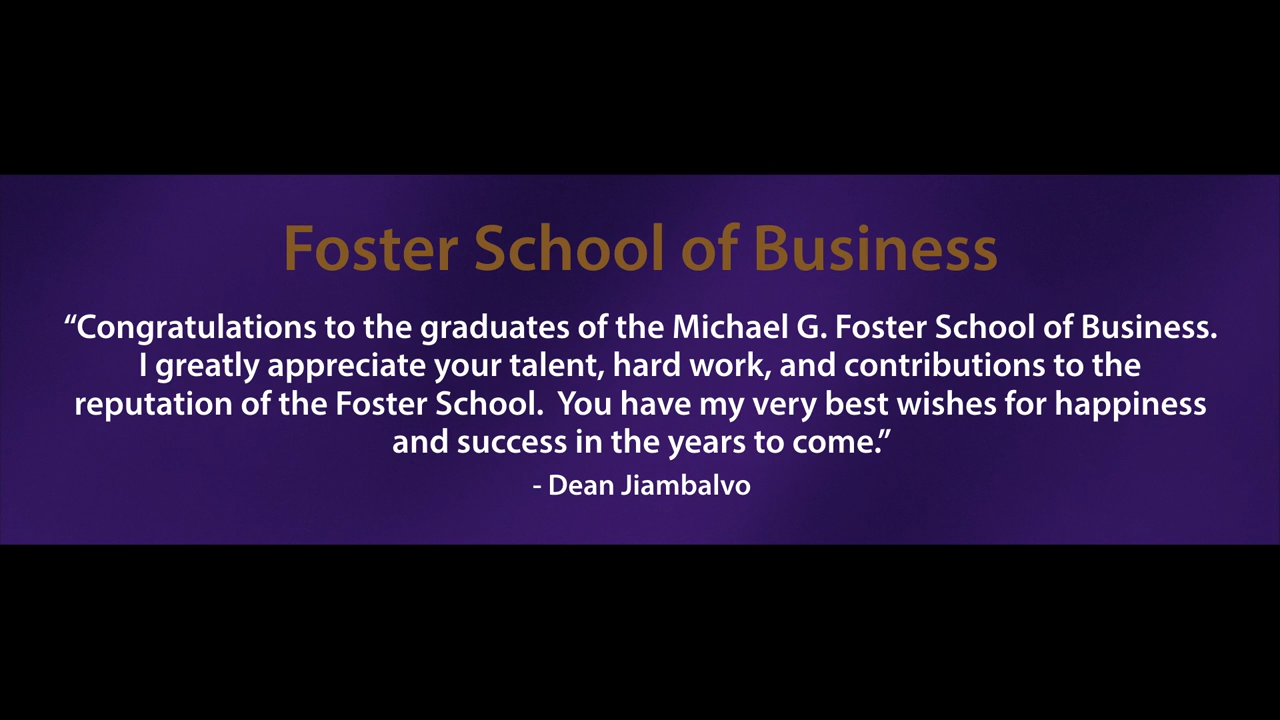 Foster School of Business
“Congratulations to the graduates of the Michael G. Foster School of Business.
I greatly appreciate your talent, hard work, and contributions to the
reputation of the Foster School.  You have my very best wishes for happiness
and success in the years to come.”
- Dean Jiambalvo